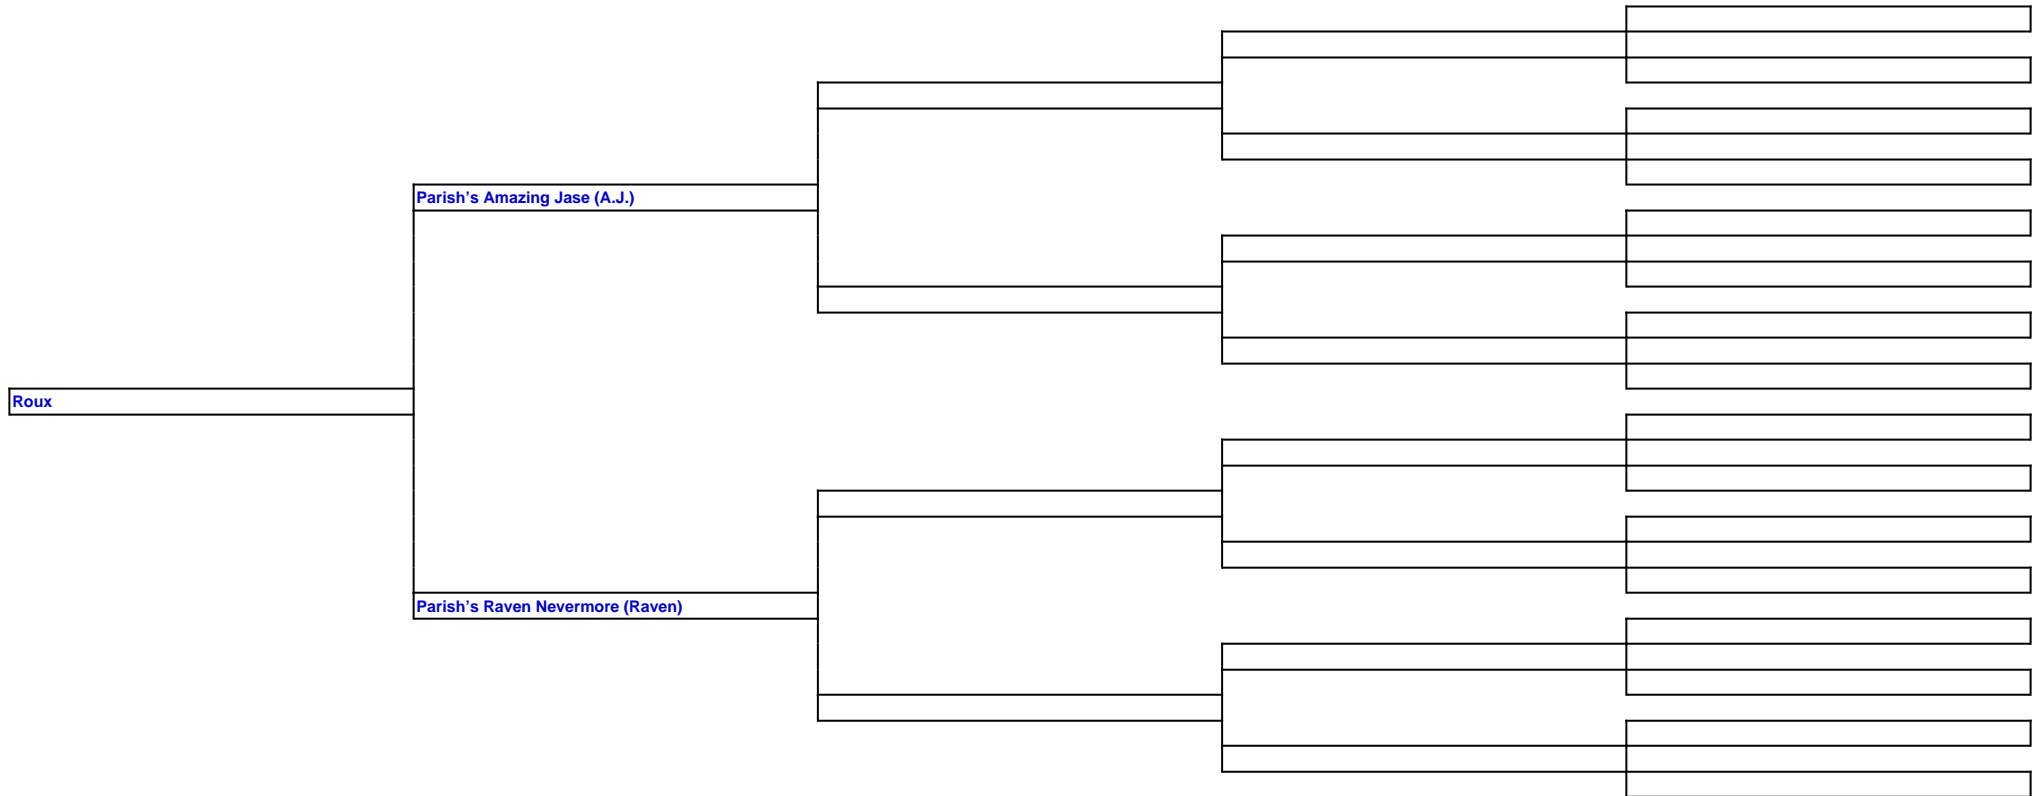 Parish’s Amazing Jase (A.J.)
Roux
Parish’s Raven Nevermore (Raven)